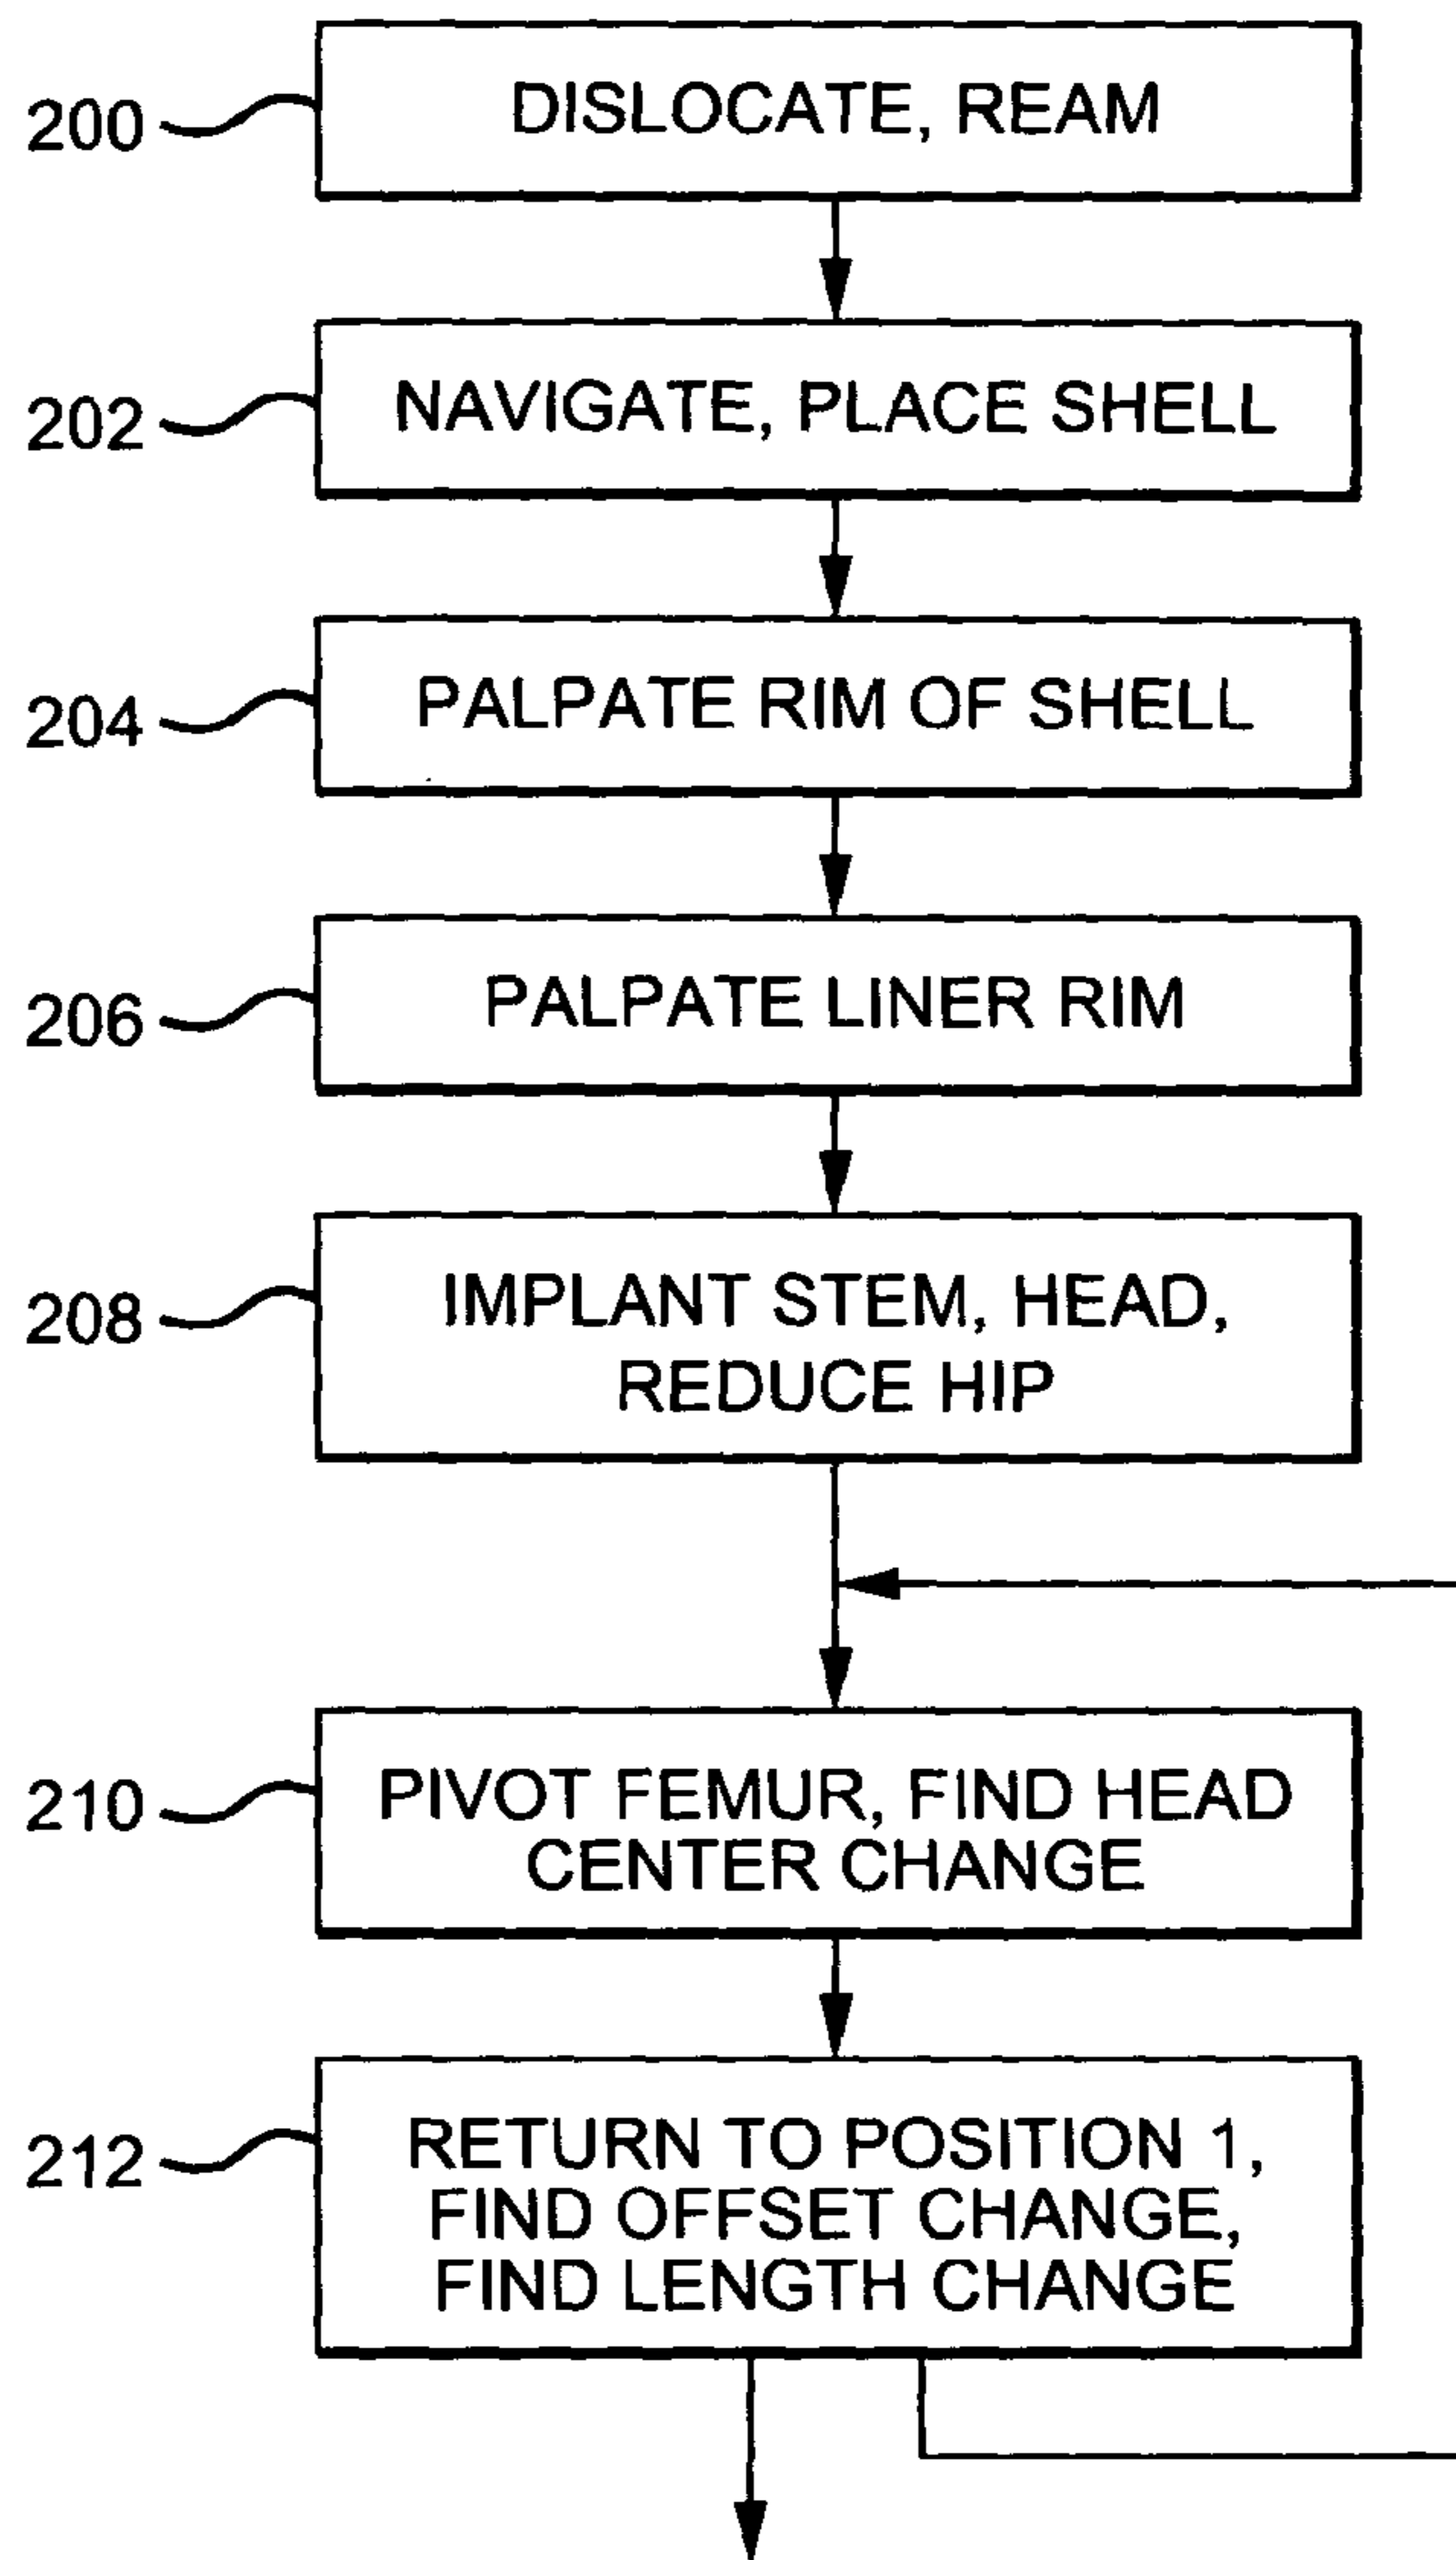 200
DISLOCATE, REAM
202
NAVIGATE, PLACE SHELL
204
PALPATE RIM OF SHELL
206
PALPATE LINER RIM
208
IMPLANT STEM, HEAD,
REDUCE HIP
210
PIVOT FEMUR, FIND HEAD
CENTER CHANGE
212
RETURN TO POSITION 1,
FIND OFFSET CHANGE,
FIND LENGTH CHANGE